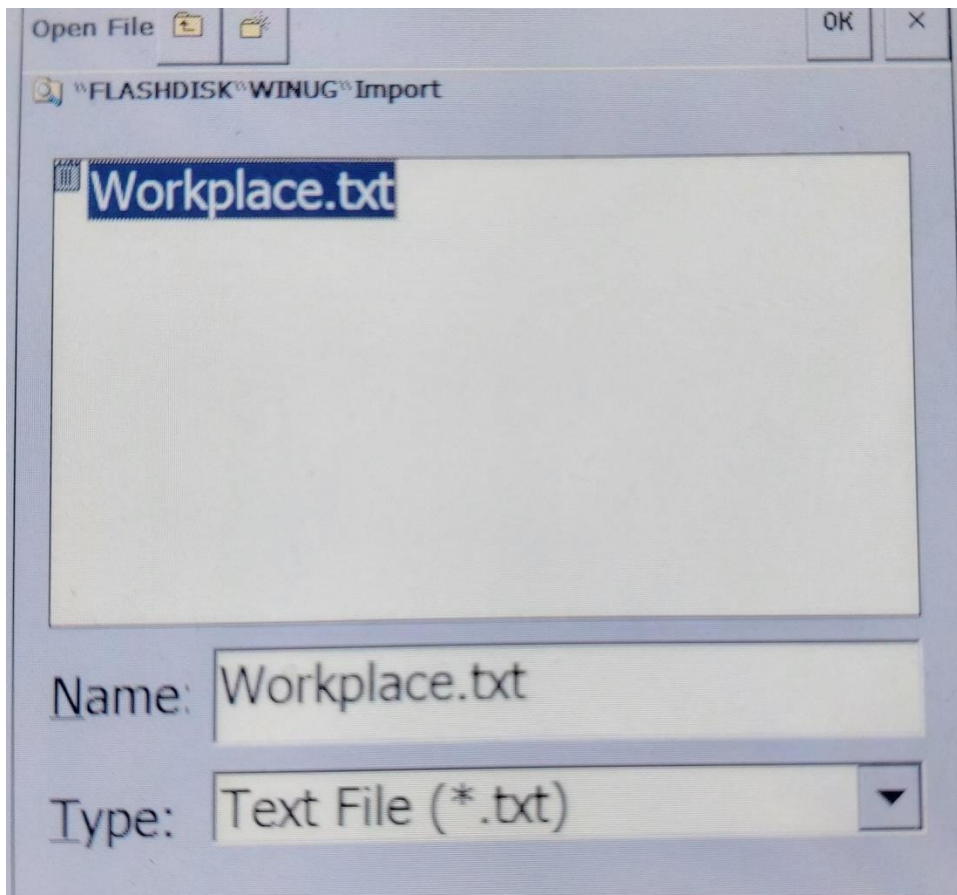 Open File OK ×
\\FLASHDISK\\WINUG\\Import
Workplace.txt
Name: Workplace.txt
Type: Text File (*.txt)